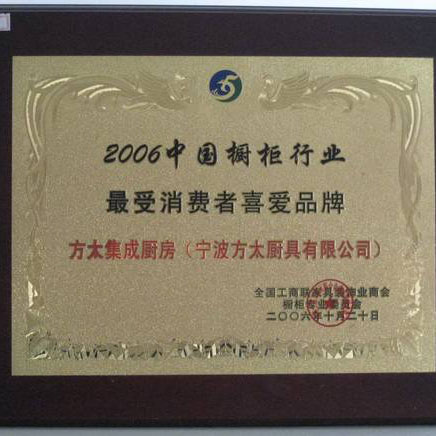 2006中国橱柜行业
最受消费者喜爱品牌
方太集成厨房（宁波方太厨具有限公司）
全国工商联家具装饰业商会
橱柜专业委员会
二〇〇六年十月二十日